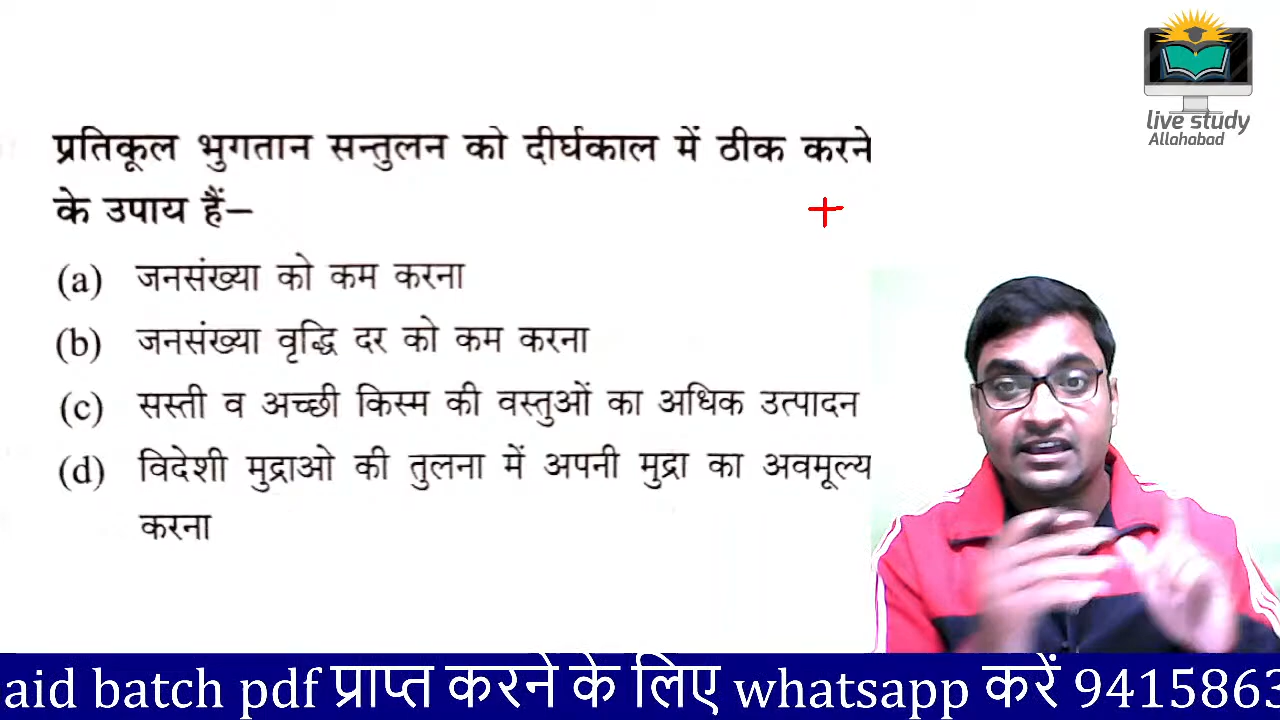 live study
Allahabad
प्रतिकूल भुगतान सन्तुलन को दीर्घकाल में ठीक करने
के उपाय हैं–
+
(a) जनसंख्या को कम करना
(b) जनसंख्या वृद्धि दर को कम करना
(c) सस्ती व अच्छी किस्म की वस्तुओं का अधिक उत्पादन
(d) विदेशी मुद्राओ की तुलना में अपनी मुद्रा का अवमूल्य
करना
aid batch pdf प्राप्त करने के लिए whatsapp करें 9415863